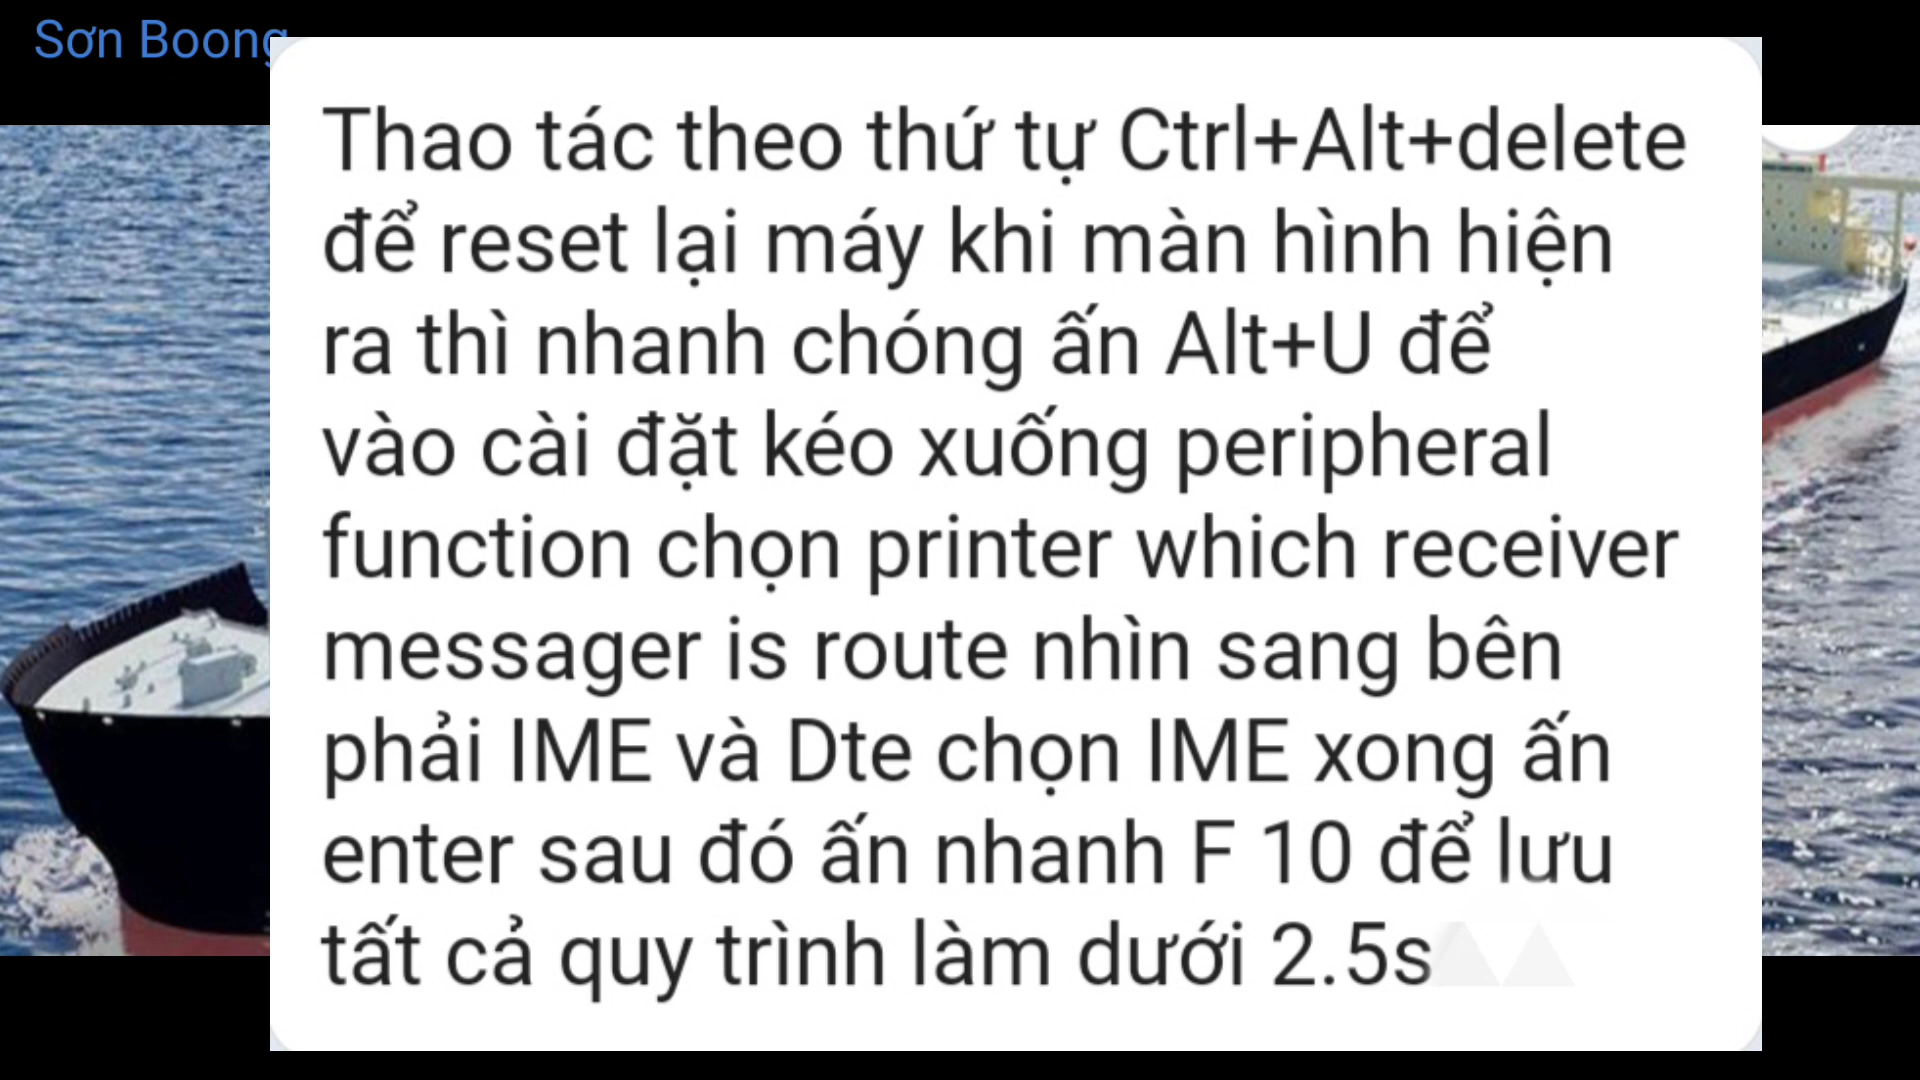 Sơn Boong
Thao tác theo thứ tự Ctrl+Alt+delete
để reset lại máy khi màn hình hiện
ra thì nhanh chóng ấn Alt+U để
vào cài đặt kéo xuống peripheral
function chọn printer which receiver
messager is route nhìn sang bên
phải IME và Dte chọn IME xong ấn
enter sau đó ấn nhanh F 10 để lưu
tất cả quy trình làm dưới 2.5s